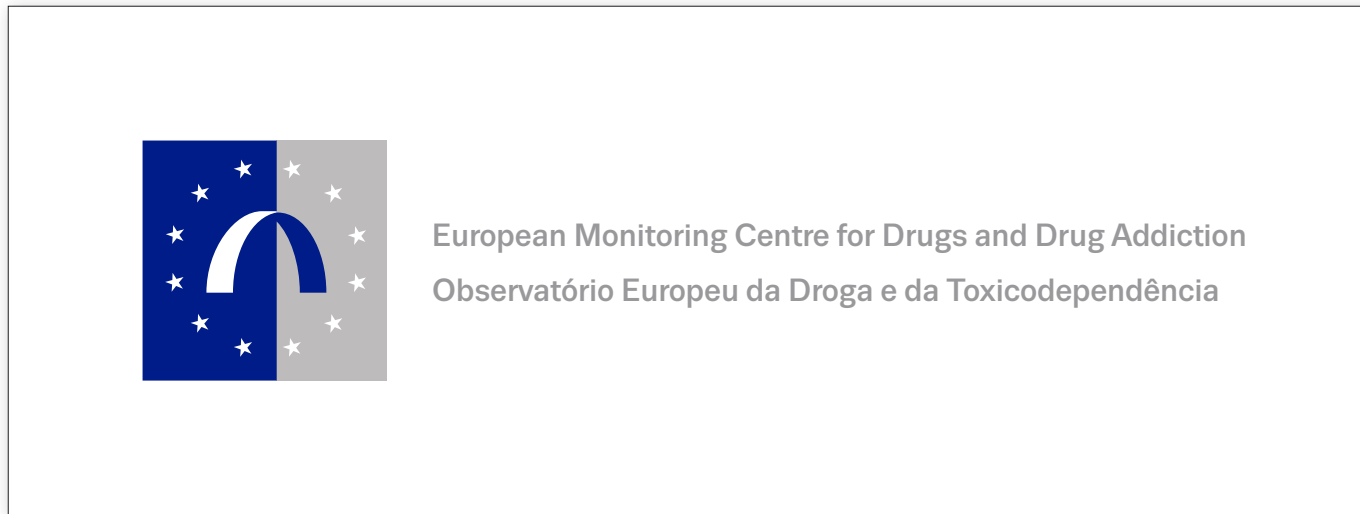 European Monitoring Centre for Drugs and Drug Addiction
Observatório Europeu da Droga e da Toxicodependência